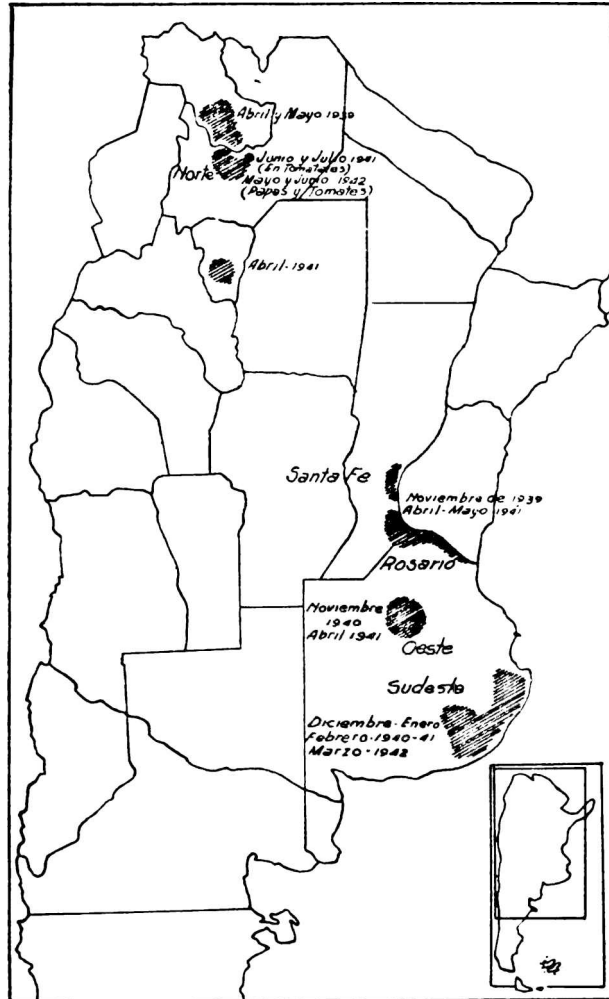 Abril y Mayo 1939
Norte
Junio y Julio 1941
(En Tomatales)
Mayo y Junio 1942
(Papas y Tomates)
Abril-1941
Santa Fe
Noviembre de 1939
Abril-Mayo 1941
Rosario
Noviembre
1940
Abril 1941
Oeste
Sudeste
Diciembre-Enero
Febrero-1940-41
Marzo-1942